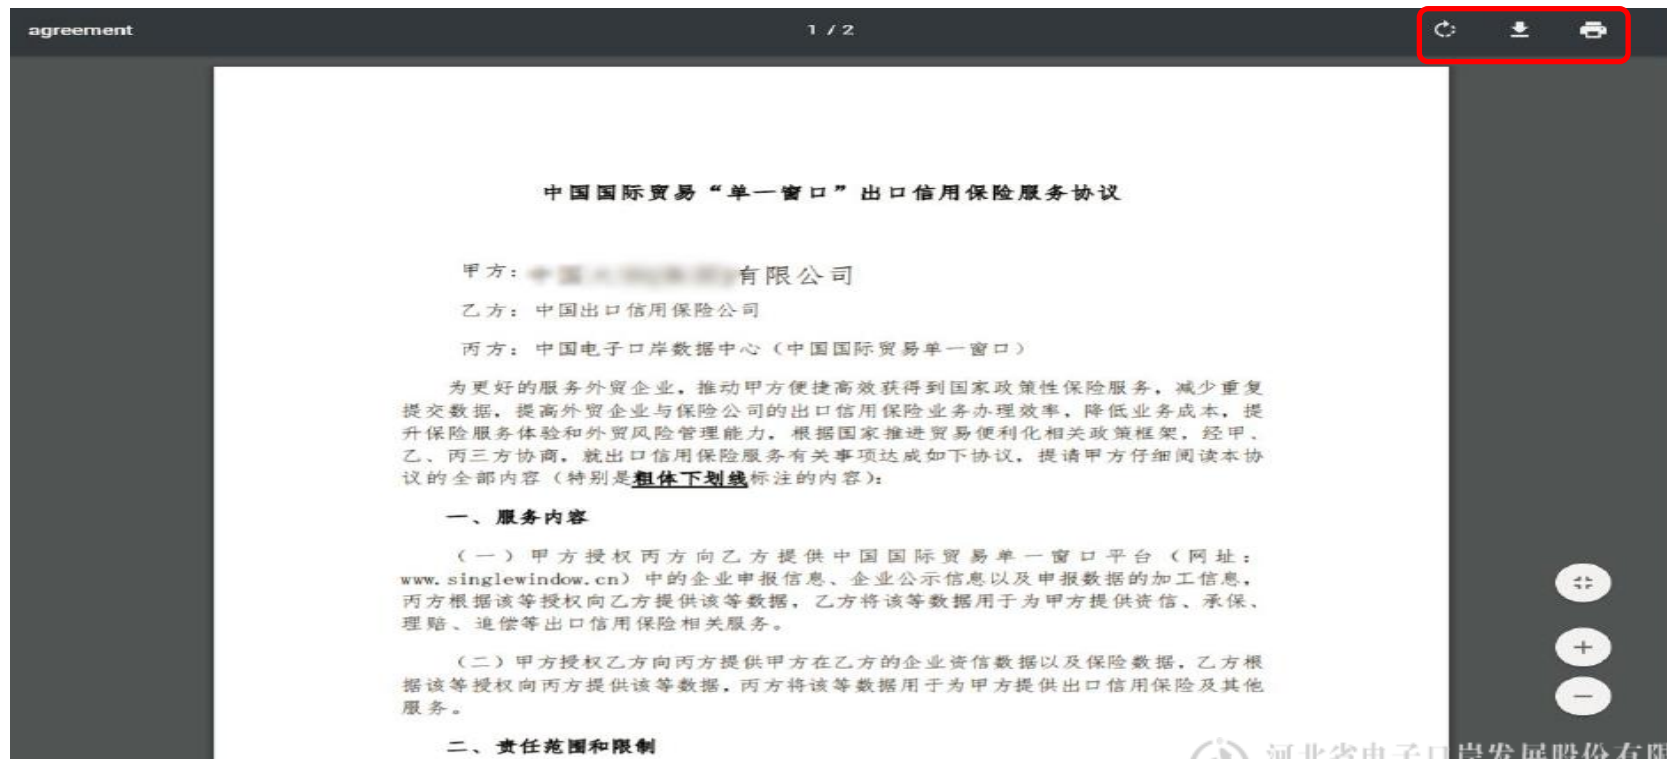 agreement
1 / 2
中国国际贸易“单一窗口”出口信用保险服务协议
甲方：有限公司
乙方：中国出口信用保险公司
丙方：中国电子口岸数据中心（中国国际贸易单一窗口）
为更好的服务外贸企业，推动甲方便捷高效获得到国家政策性保险服务，减少重复
提交数据，提高外贸企业与保险公司的出口信用保险业务办理效率，降低业务成本，提
升保险服务体验和外贸风险管理能力，根据国家推进贸易便利化相关政策框架，经甲、
乙、丙三方协商，就出口信用保险服务有关事项达成如下协议，提请甲方仔细阅读本协
议的全部内容（特别是粗体下划线标注的内容）：
一、服务内容
（一）甲方授权丙方向乙方提供中国国际贸易单一窗口平台（网址：
www.singlewindow.cn）中的企业申报信息、企业公示信息以及申报数据的加工信息，
丙方根据该等授权向乙方提供该等数据，乙方将该等数据用于为甲方提供资信、承保、
理赔、追偿等出口信用保险相关服务。
（二）甲方授权乙方向丙方提供甲方在乙方的企业资信数据以及保险数据，乙方根
据该等授权向丙方提供该等数据，丙方将该等数据用于为甲方提供出口信用保险及其他
服务。
二、责任范围和限制
河北省电子口岸发展股份有限